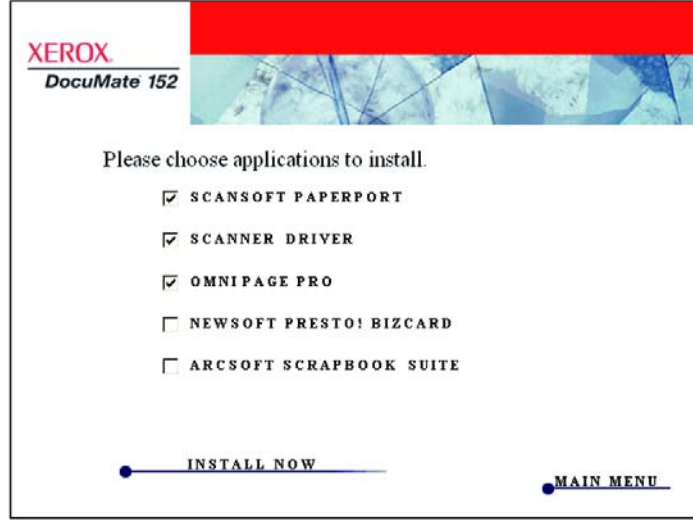 XEROX
DocuMate 152
Please choose applications to install.
SCANSOFT PAPERPORT
SCANNER DRIVER
OMNIPAGE PRO
NEWSOFT PRESTO! BIZCARD
ARCSOFT SCRAPBOOK SUITE
INSTALL NOW
MAIN MENU